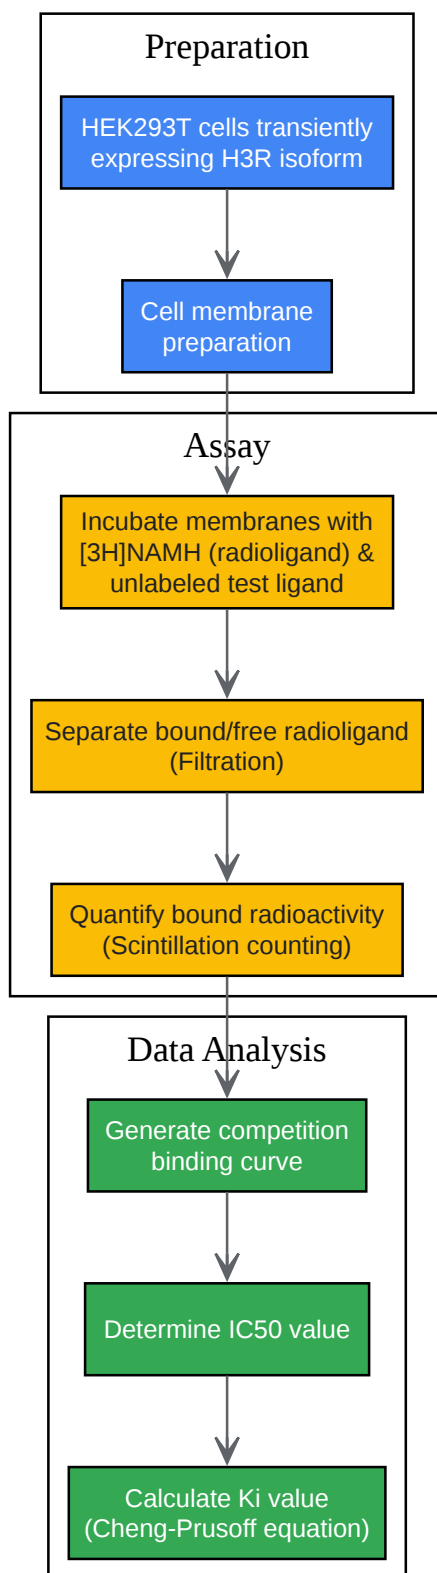 Preparation
HEK293T cells transiently
expressing H3R isoform
Cell membrane
preparation
Assay
Incubate membranes with
[3H]NAMH (radioligand) &
unlabeled test ligand
Separate bound/free radioligand
(Filtration)
Quantify bound radioactivity
(Scintillation counting)
Data Analysis
Generate competition
binding curve
Determine IC50 value
Calculate Ki value
(Cheng-Prusoff equation)